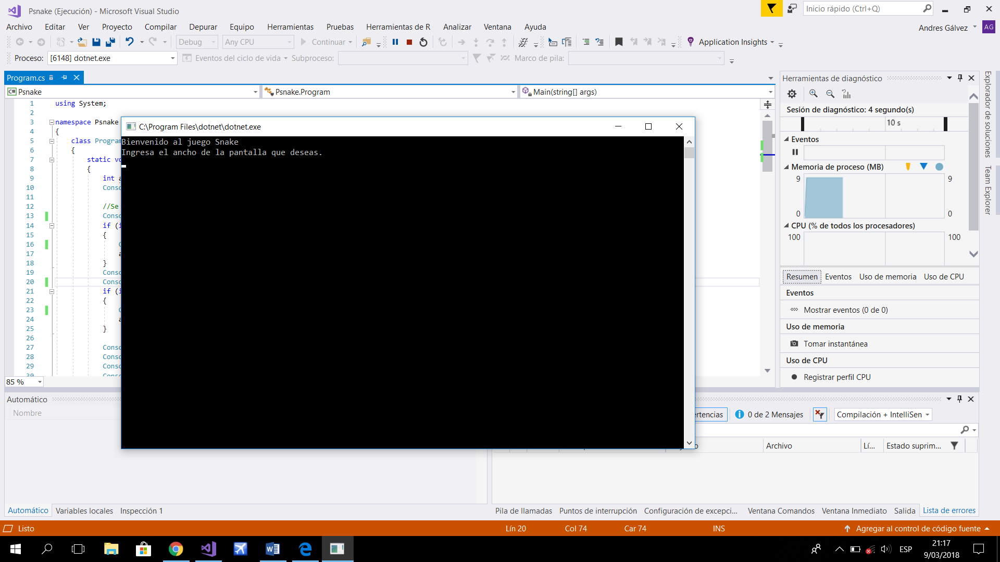 Psnake (Ejecución) - Microsoft Visual Studio
Inicio rápido (Ctrl+Q)
Archivo Editar Ver Proyecto Compilar Depurar Equipo Herramientas Pruebas Herramientas de R Analizar Ventana Ayuda
Andres Gálvez AG
Debug Any CPU Continuar Application Insights
Proceso: [6148] dotnet.exe Eventos del ciclo de vida Subproceso: Marco de pila:
Program.cs
Psnake Psnake.Program Main(string[] args)
1 using System;
2
3 namespace Psnake
4 {
5 class Program
6 {
7 static vo
8 {
9 int a
10 Conso
11
12 //Se
13 Conso
14 if (i
15 {
16 C
17 a
18 }
19 Conso
20 Conso
21 if (i
22 {
23 C
24 a
25 }
26
27 Conso
28 Conso
29 Conso
30 Conso
85 %
C:\Program Files\dotnet\dotnet.exe
Bienvenido al juego Snake
Ingresa el ancho de la pantalla que deseas.
Herramientas de diagnóstico
Sesión de diagnóstico: 4 segundo(s)
10 s
Eventos
Memoria de proceso (MB)
9 9
0 0
CPU (% de todos los procesadores)
100 100
Resumen Eventos Uso de memoria Uso de CPU
Eventos
Mostrar eventos (0 de 0)
Uso de memoria
Tomar instantánea
Uso de CPU
Registrar perfil CPU
Explorador de soluciones
Team Explorer
Automático
Nombre
rtencias 0 de 2 Mensajes Compilación + IntelliSen
o Archivo Lí... Estado suprim...
Automático Variables locales Inspección 1
Pila de llamadas Puntos de interrupción Configuración de excepci... Ventana Comandos Ventana Inmediato Salida Lista de errores
Listo Lín 20 Col 74 Car 74 INS Agregar al control de código fuente
ESP
21:17
9/03/2018